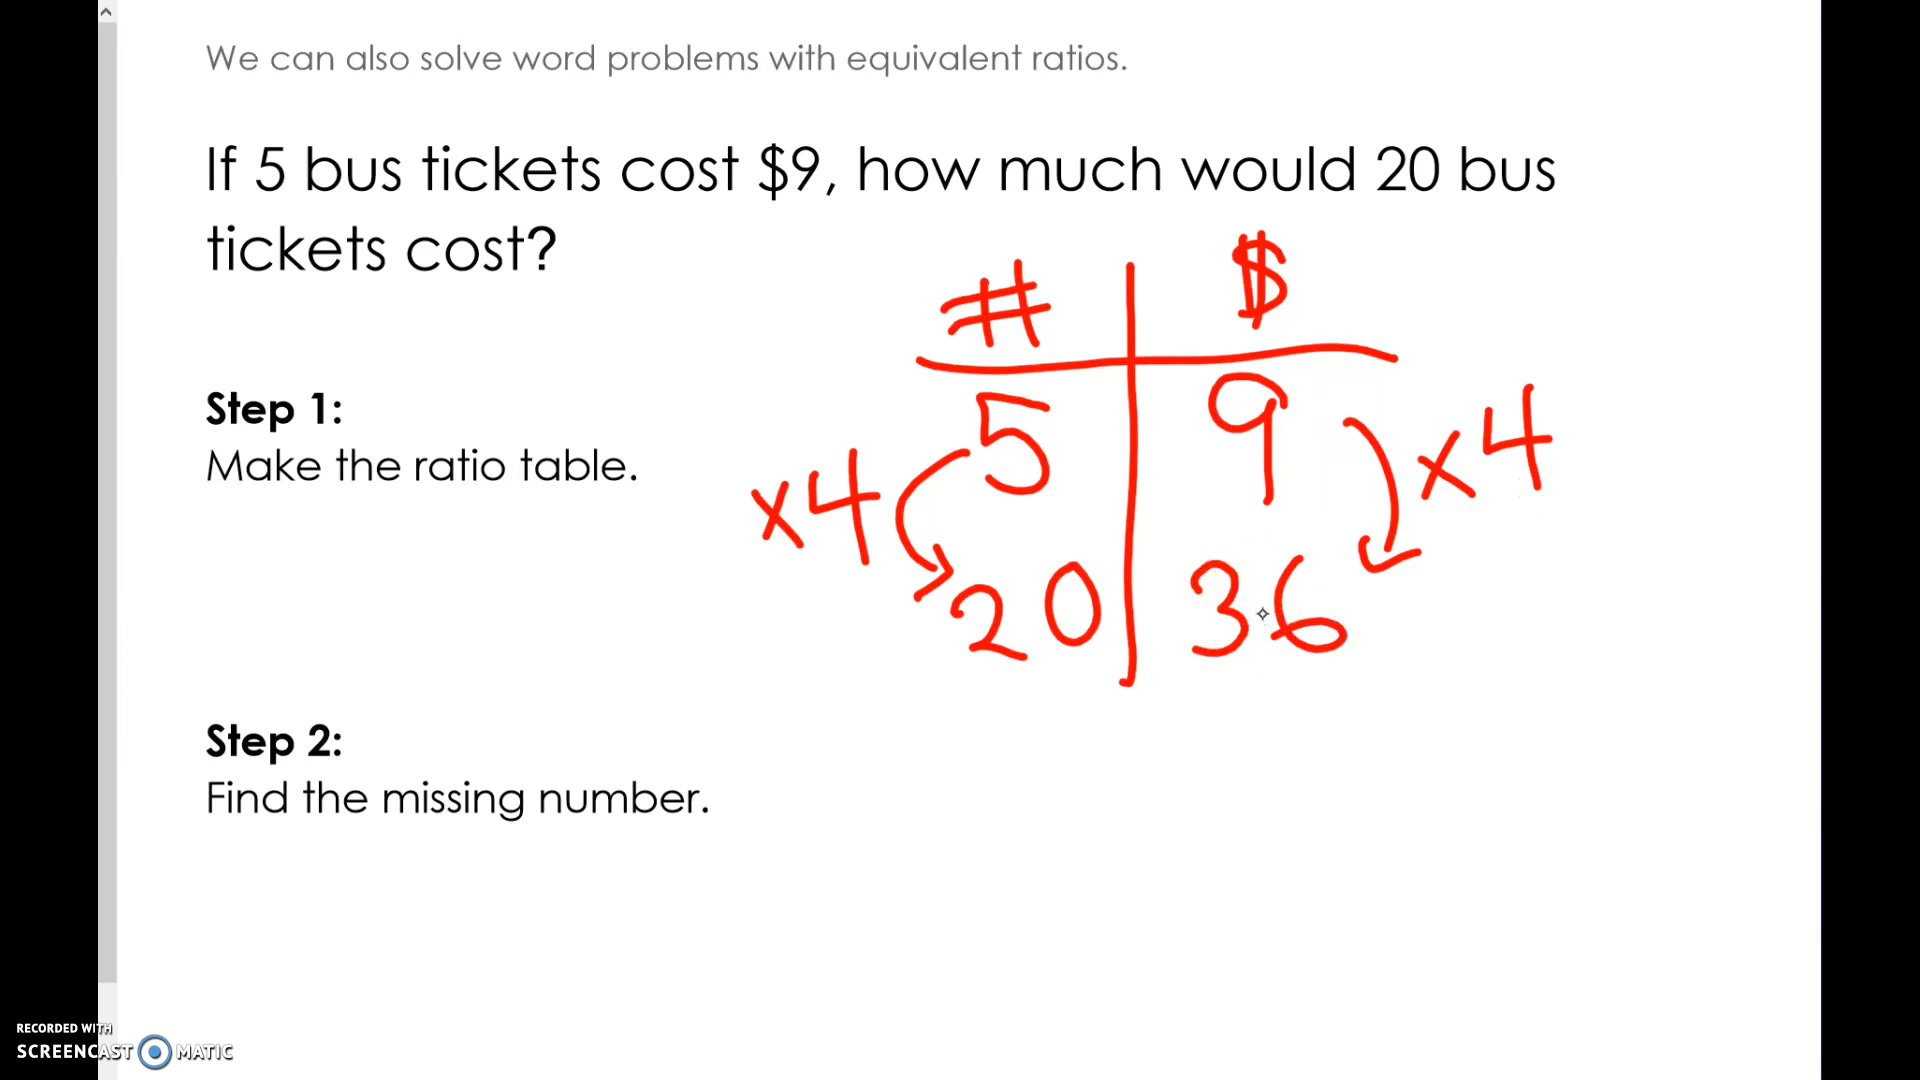 We can also solve word problems with equivalent ratios.
If 5 bus tickets cost $9, how much would 20 bus
tickets cost?
# $
Step 1:
5 9
x4 x4
Make the ratio table.
20 36
Step 2:
Find the missing number.
RECORDED WITH
SCREENCAST MATIC